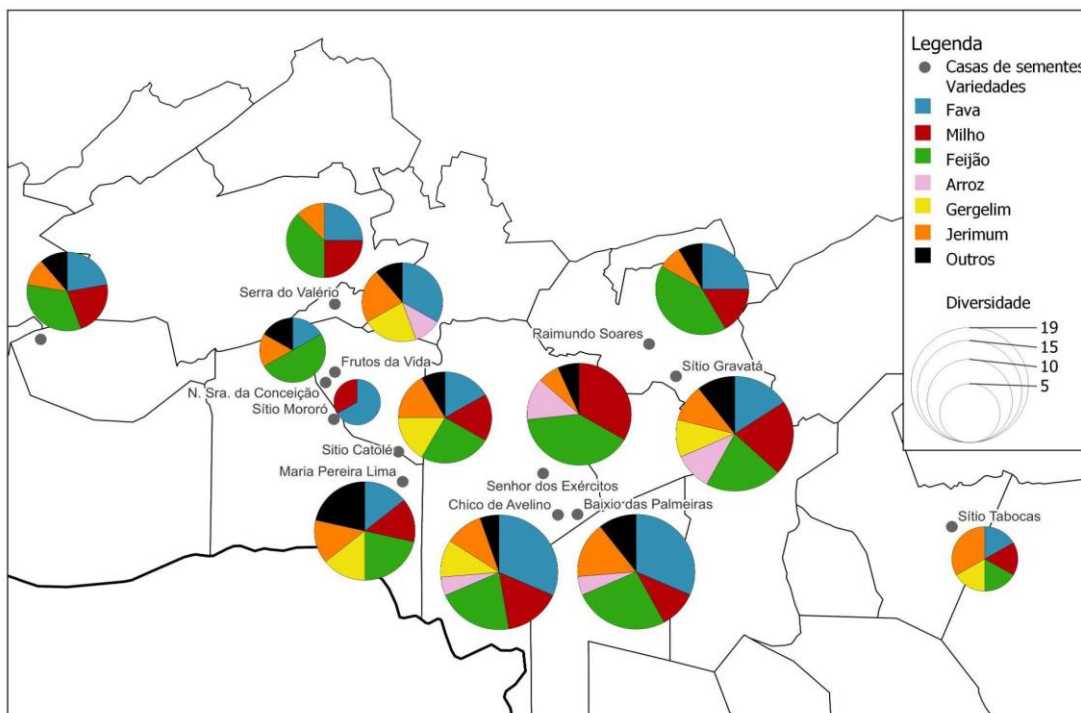 Legenda
Casas de sementes
Variedades
Fava
Milho
Feijão
Arroz
Gergelim
Jerimum
Outros
Diversidade
19
15
10
5
Serra do Valério
Raimundo Soares
Frutos da Vida
Sítio Gravatá
N. Sra. da Conceição
Sítio Mororó
Sitio Catolé
Maria Pereira Lima
Senhor dos Exércitos
Chico de Avelino
Baixio das Palmeiras
Sítio Tabocas